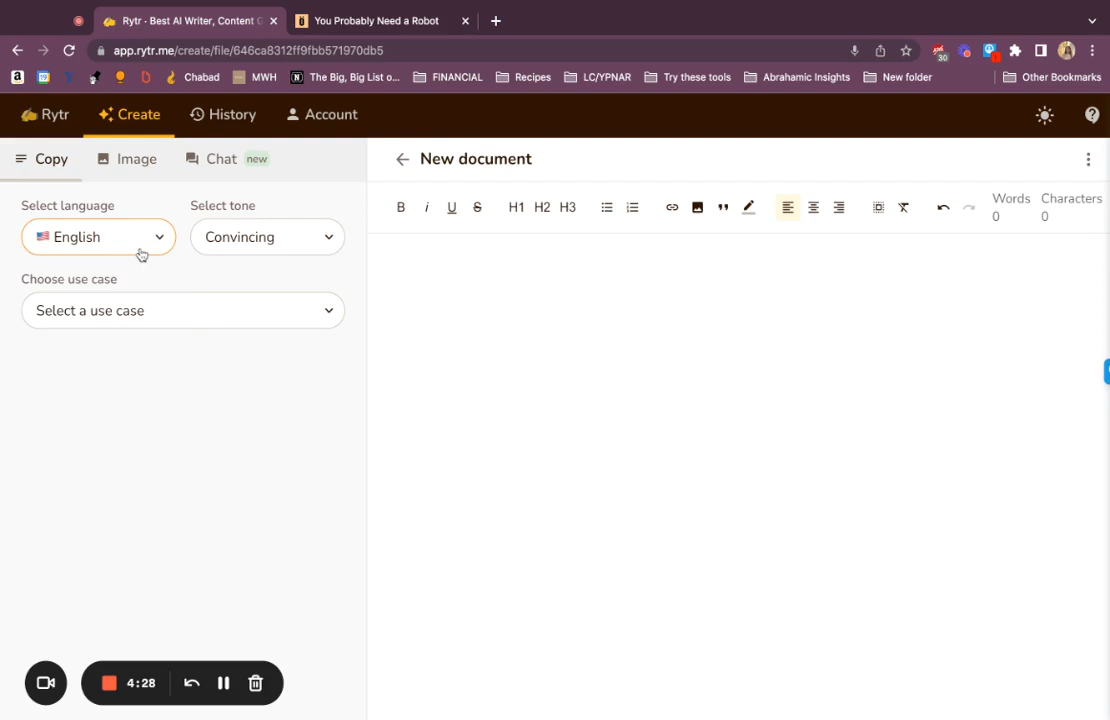 Rytr - Best AI Writer, Content G
You Probably Need a Robot
app.rytr.me/create/file/646ca8312ff9fbb571970db5
30
Chabad
MWH
The Big, Big List o...
FINANCIAL
Recipes
LC/YPNAR
Try these tools
Abrahamic Insights
New folder
Other Bookmarks
Rytr
Create
History
Account
Copy
Image
Chat new
New document
Select language
Select tone
English
Convincing
Choose use case
Select a use case
B i U S H1 H2 H3
Words
0
Characters
0
4:28